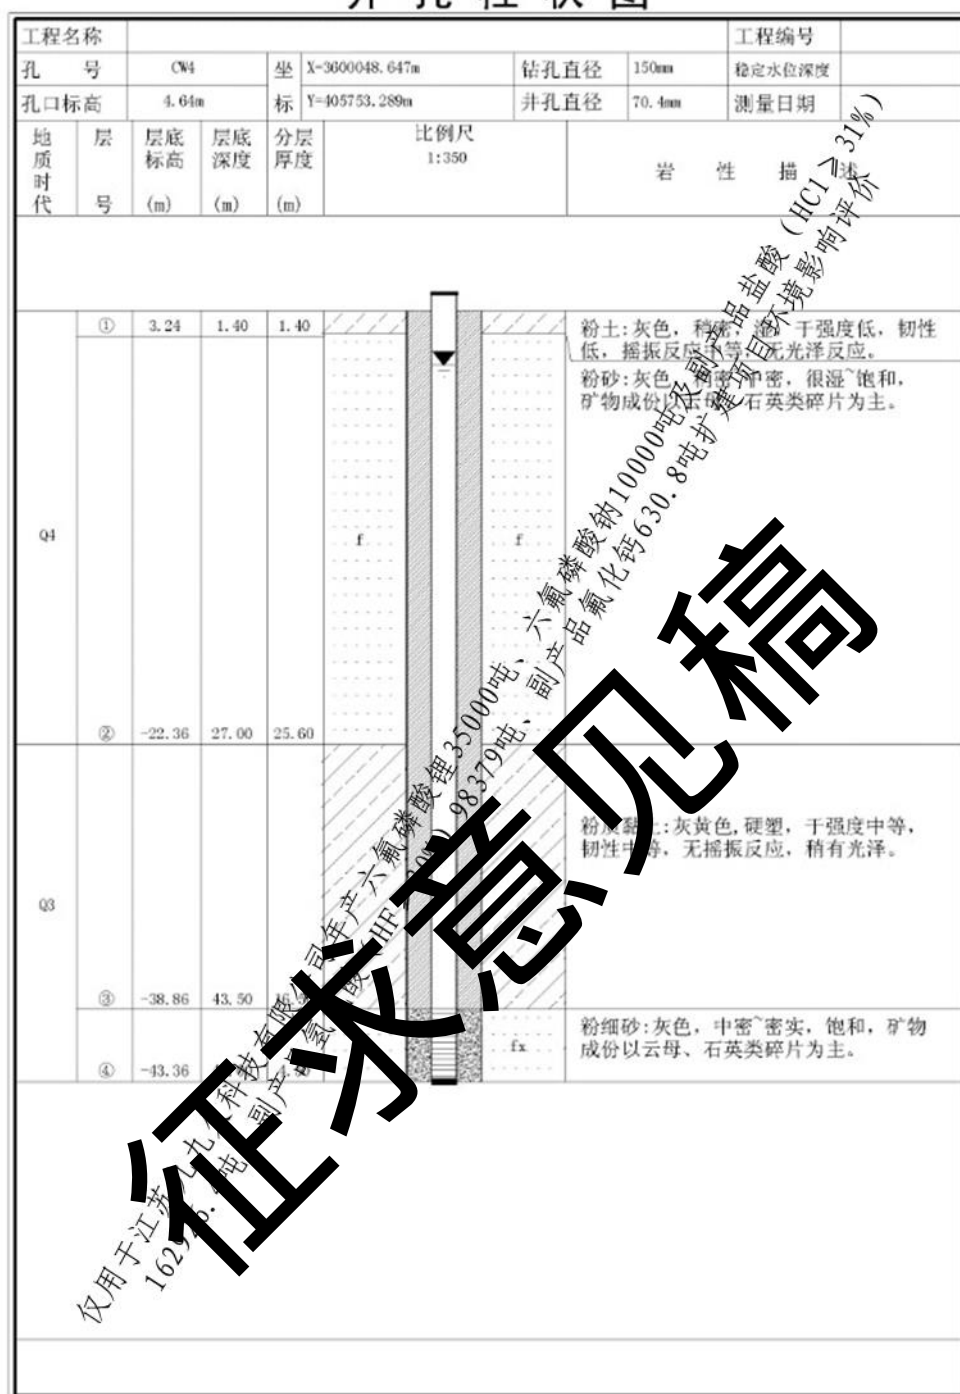 井 孔 柱 状 图
工程名称 工程编号
孔 号 CW4 坐 X=3600048.647m 钻孔直径 150mm 稳定水位深度
孔口标高 4.64m 标 Y=405753.289m 井孔直径 70.4mm 测量日期
地质时代 层号 层底标高(m) 层底深度(m) 分层厚度(m) 比例尺 1:350 岩 性 描 述
① 3.24 1.40 1.40
粉土:灰色，稍密，湿，干强度低，韧性
低，摇振反应中等，无光泽反应。
粉砂:灰色，稍密~中密，很湿~饱和，
矿物成份以云母、石英类碎片为主。
Q4 f f
② -22.36 27.00 25.60
粉质黏土:灰黄色,硬塑，干强度中等，
韧性中等，无摇振反应，稍有光泽。
Q3
③ -38.86 43.50
粉细砂:灰色，中密~密实，饱和，矿物
成份以云母、石英类碎片为主。
fx
④ -43.36
仅用于江苏九九久科技有限公司年产六氟磷酸锂35000吨、六氟磷酸钠10000吨及副产品盐酸（HCl≥31%）
副产品氢氟酸（HF 98379吨、副产品氟化钙630.8吨扩建项目环境影响评价
征求意见稿